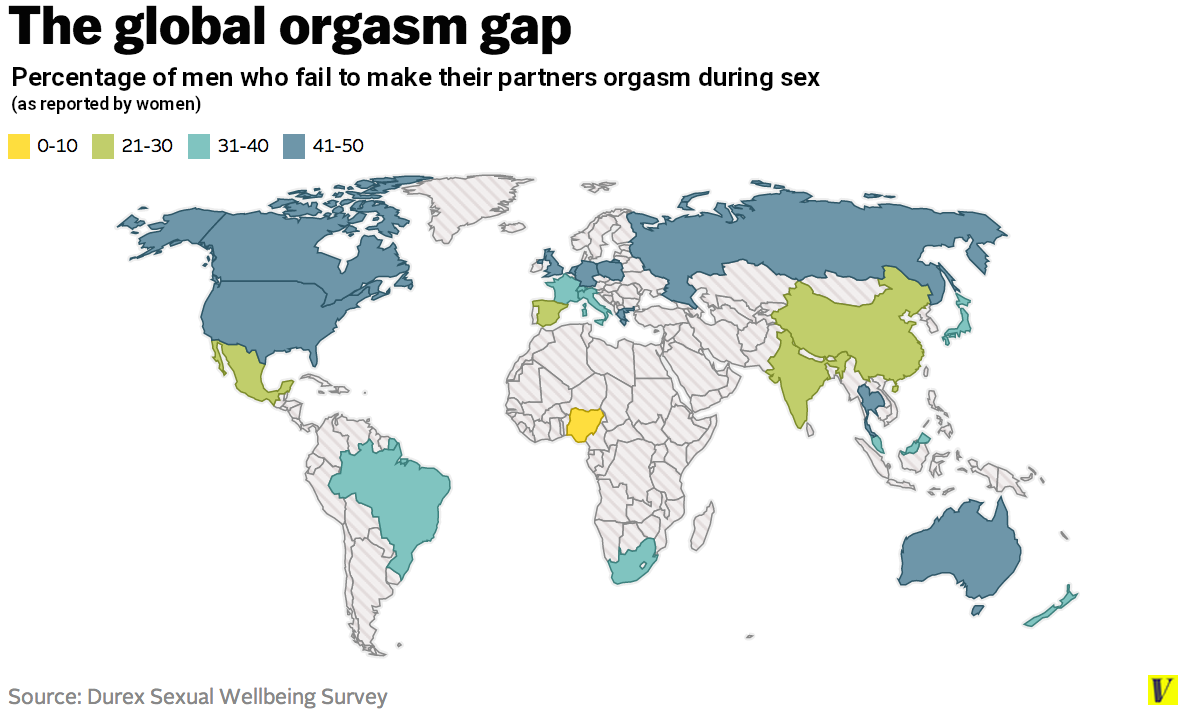 The global orgasm gap
Percentage of men who fail to make their partners orgasm during sex
(as reported by women)
0-10 21-30 31-40 41-50
Source: Durex Sexual Wellbeing Survey
V